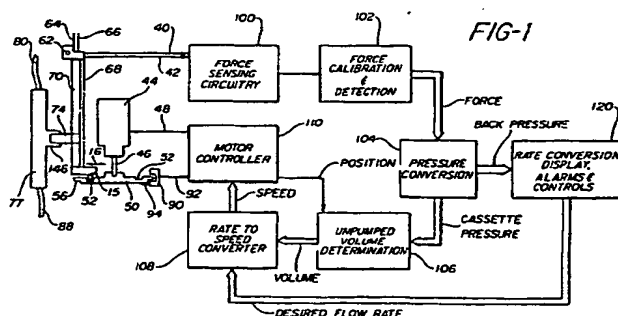 FIG-1
64
66
80
62
40
42
70
68
44
74
146
77
16
15
46
48
52
56
52
50
94
92
90
88
100
FORCE
SENSING
CIRCUITRY
102
FORCE
CALIBRATION
&
DETECTION
FORCE
104
PRESSURE
CONVERSION
BACK PRESSURE
120
RATE CONVERSION
DISPLAY,
ALARMS &
CONTROLS
110
MOTOR
CONTROLLER
POSITION
SPEED
CASSETTE
PRESSURE
108
RATE TO
SPEED
CONVERTER
VOLUME
UNPUMPED
VOLUME
DETERMINATION
106
DESIRED FLOW RATE